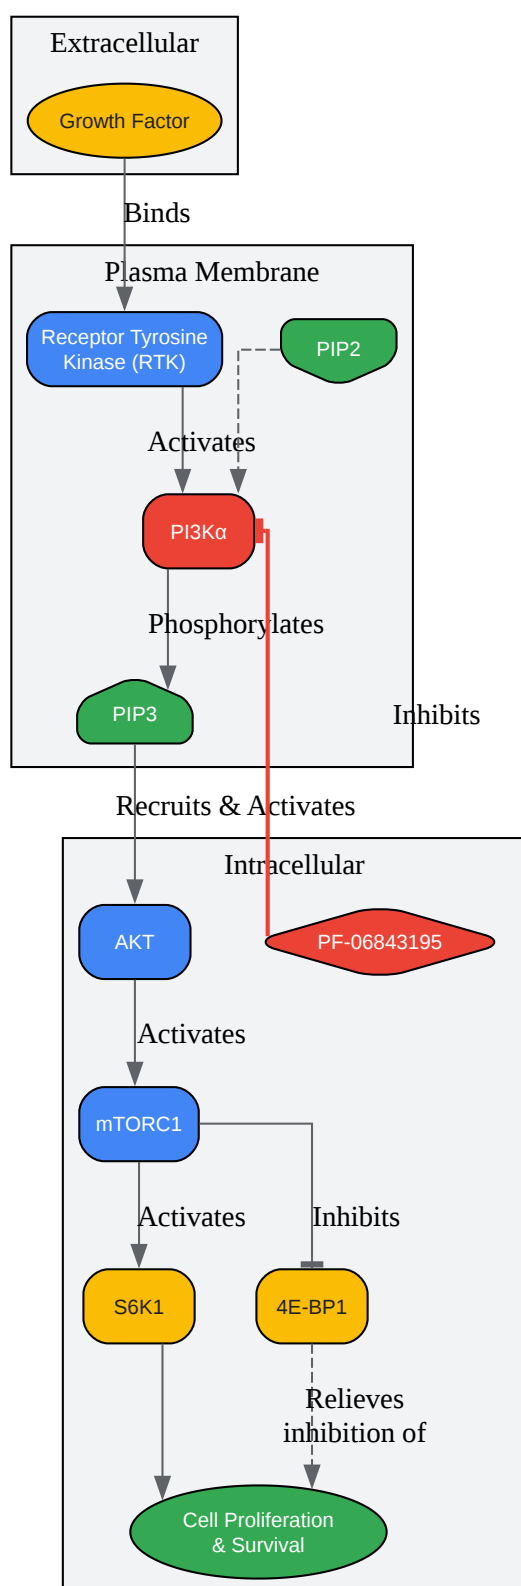 Extracellular
Growth Factor
Binds
Plasma Membrane
Receptor Tyrosine
Kinase (RTK)
PIP2
Activates
PI3Kα
Phosphorylates
PIP3
Inhibits
Recruits & Activates
Intracellular
AKT
PF-06843195
Activates
mTORC1
Activates
Inhibits
S6K1
4E-BP1
Relieves
inhibition of
Cell Proliferation
& Survival